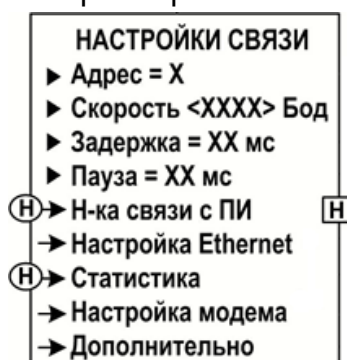 НАСТРОЙКИ СВЯЗИ
Адрес = X
Скорость <XXXX> Бод
Задержка = XX мс
Пауза = XX мс
Н Н-ка связи с ПИ Н
Настройка Ethernet
Н Статистика
Настройка модема
Дополнительно